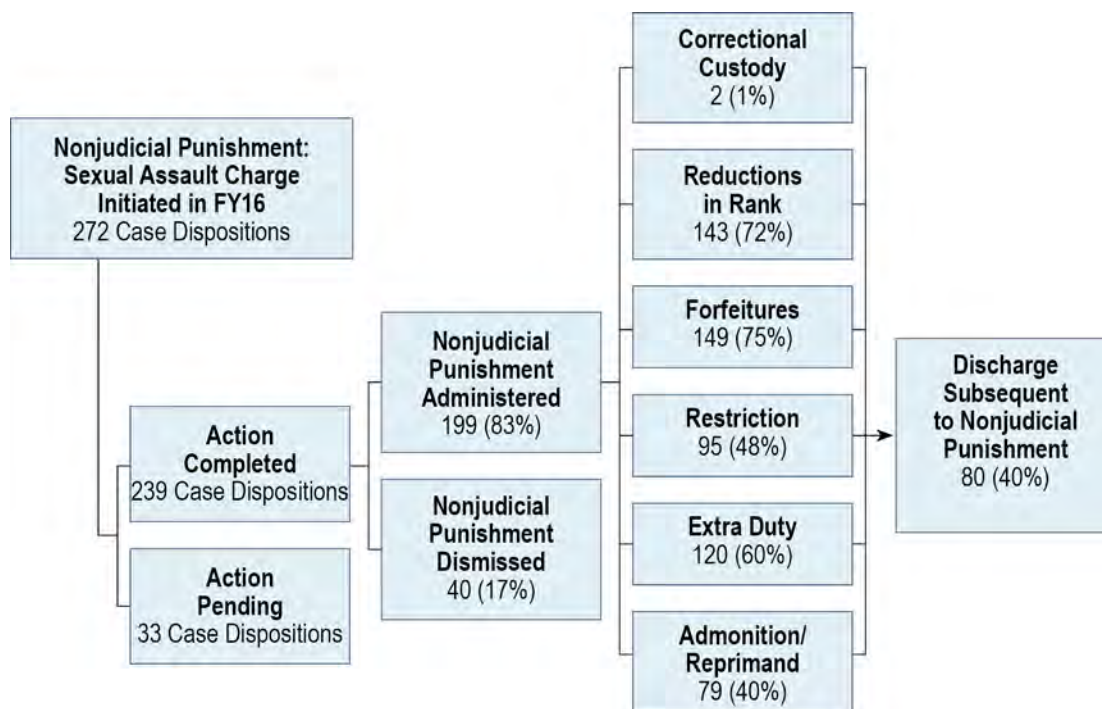 Nonjudicial Punishment:
Sexual Assault Charge
Initiated in FY16
272 Case Dispositions
Action
Completed
239 Case Dispositions
Action
Pending
33 Case Dispositions
Nonjudicial
Punishment
Administered
199 (83%)
Nonjudicial
Punishment
Dismissed
40 (17%)
Correctional
Custody
2 (1%)
Reductions
in Rank
143 (72%)
Forfeitures
149 (75%)
Restriction
95 (48%)
Extra Duty
120 (60%)
Admonition/
Reprimand
79 (40%)
Discharge
Subsequent
to Nonjudicial
Punishment
80 (40%)